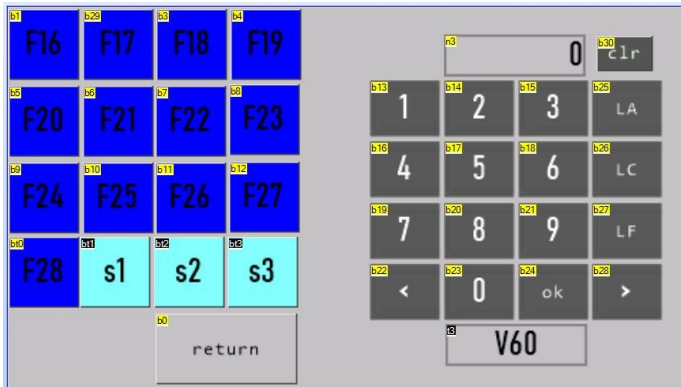 b1 F16 b29 F17 b3 F18 b4 F19
n3 0 b30 clr
b5 F20 b6 F21 b7 F22 b8 F23
b13 1 b14 2 b15 3 b25 LA
b9 F24 b10 F25 b11 F26 b12 F27
b16 4 b17 5 b18 6 b26 LC
bt0 F28 bt1 s1 bt2 s2 bt3 s3
b19 7 b20 8 b21 9 b27 LF
b22 < b23 0 b24 ok b28 >
b0 return
t3 V60